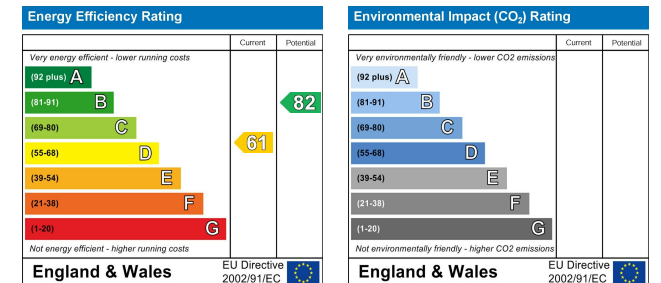 Energy Efficiency Rating
Current Potential
Very energy efficient - lower running costs
(92 plus) A
(81-91) B
82
(69-80) C
61
(55-68) D
(39-54) E
(21-38) F
(1-20) G
Not energy efficient - higher running costs
England & Wales
EU Directive
2002/91/EC
Environmental Impact (CO₂) Rating
Current Potential
Very environmentally friendly - lower CO2 emissions
(92 plus) A
(81-91) B
(69-80) C
(55-68) D
(39-54) E
(21-38) F
(1-20) G
Not environmentally friendly - higher CO2 emissions
England & Wales
EU Directive
2002/91/EC